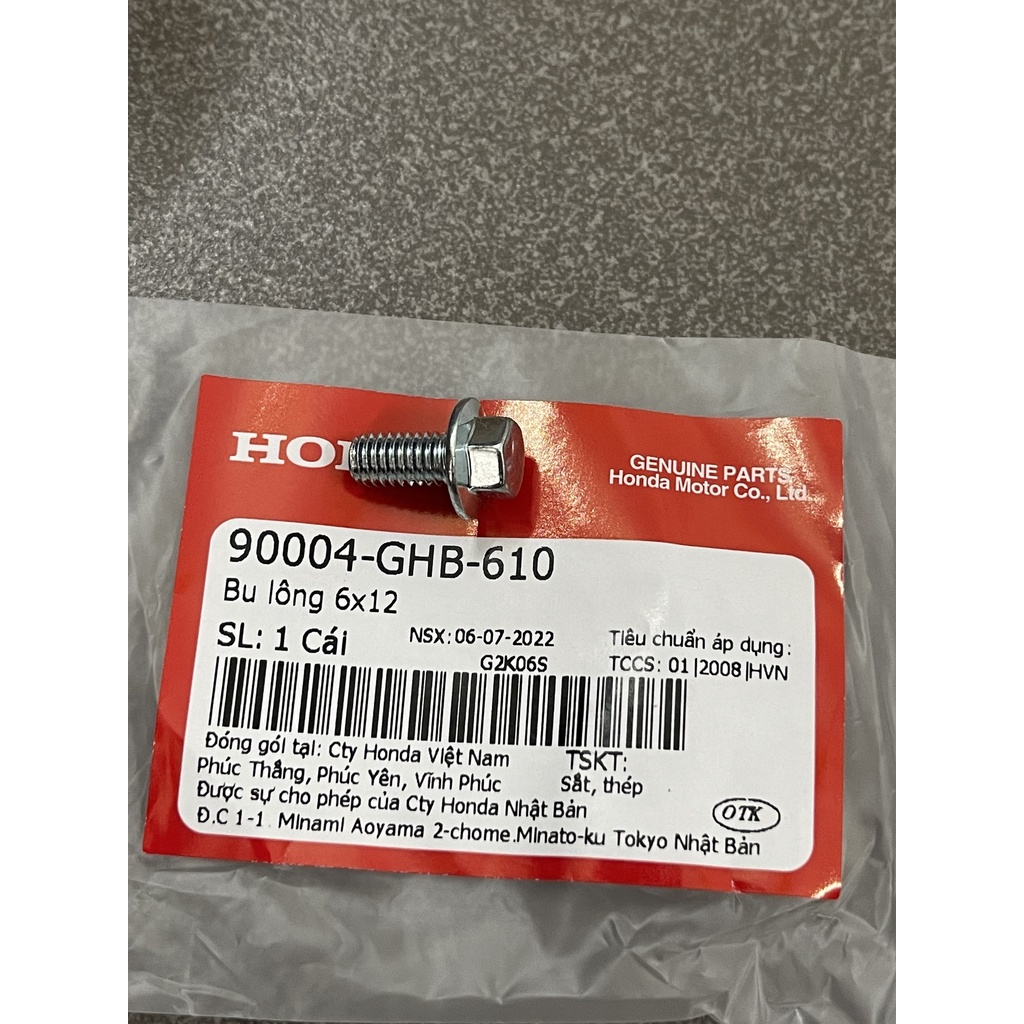 HO
GENUINE PARTS
Honda Motor Co., Ltd.
90004-GHB-610
Bu lông 6x12
SL: 1 Cái
NSX: 06-07-2022
G2K06S
Tiêu chuẩn áp dụng:
TCCS: 01|2008|HVN
Đóng gói tại: Cty Honda Việt Nam
Phúc Thắng, Phúc Yên, Vĩnh Phúc
TSKT:
Sắt, thép
Được sự cho phép của Cty Honda Nhật Bản
Đ.C 1-1 Minami Aoyama 2-chome.Minato-ku Tokyo Nhật Bản
OTK